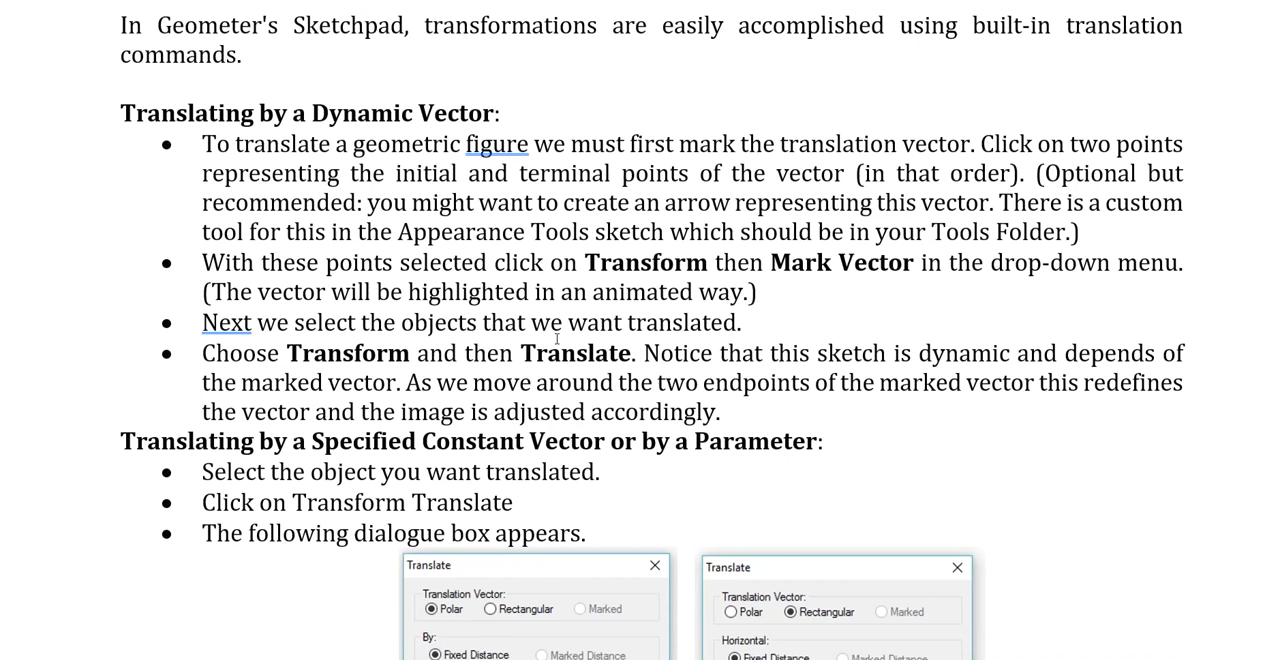 In Geometer's Sketchpad, transformations are easily accomplished using built-in translation
commands.
Translating by a Dynamic Vector:
• To translate a geometric figure we must first mark the translation vector. Click on two points
representing the initial and terminal points of the vector (in that order). (Optional but
recommended: you might want to create an arrow representing this vector. There is a custom
tool for this in the Appearance Tools sketch which should be in your Tools Folder.)
• With these points selected click on Transform then Mark Vector in the drop-down menu.
(The vector will be highlighted in an animated way.)
• Next we select the objects that we want translated.
• Choose Transform and then Translate. Notice that this sketch is dynamic and depends of
the marked vector. As we move around the two endpoints of the marked vector this redefines
the vector and the image is adjusted accordingly.
Translating by a Specified Constant Vector or by a Parameter:
• Select the object you want translated.
• Click on Transform Translate
• The following dialogue box appears.
Translate
Translation Vector:
Polar Rectangular Marked
By:
Fixed Distance Marked Distance
Translate
Translation Vector:
Polar Rectangular Marked
Horizontal:
Fixed Distance Marked Distance